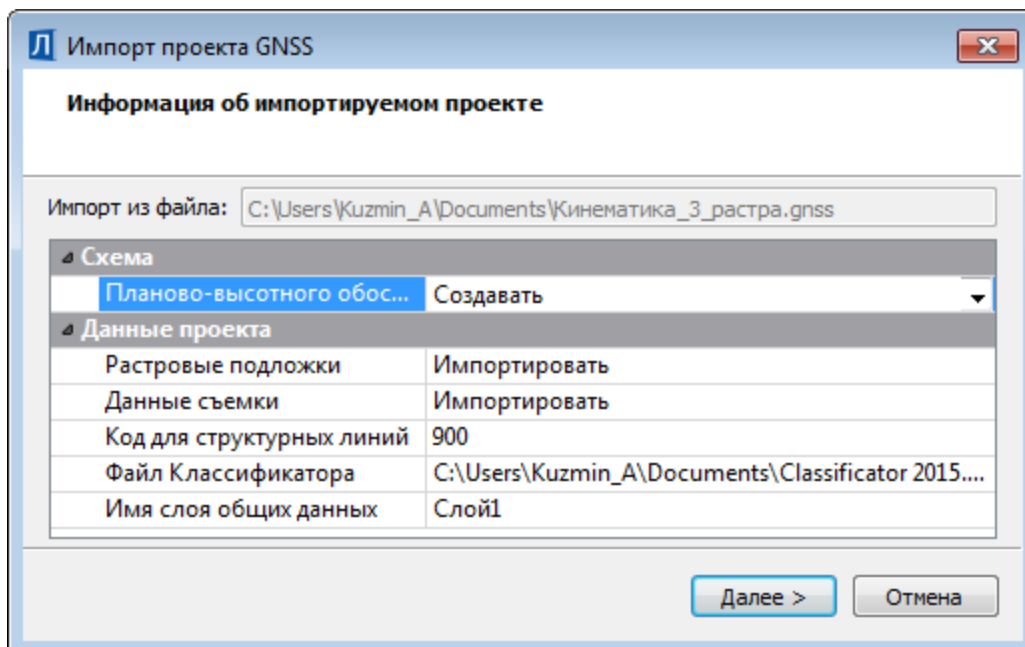 Л Импорт проекта GNSS
Информация об импортируемом проекте
Импорт из файла: C:\Users\Kuzmin_A\Documents\Кинематика_3_растра.gnss
Схема
Планово-высотного обос... Создавать
Данные проекта
Растровые подложки Импортировать
Данные съемки Импортировать
Код для структурных линий 900
Файл Классификатора C:\Users\Kuzmin_A\Documents\Classificator 2015....
Имя слоя общих данных Слой1
Далее > Отмена